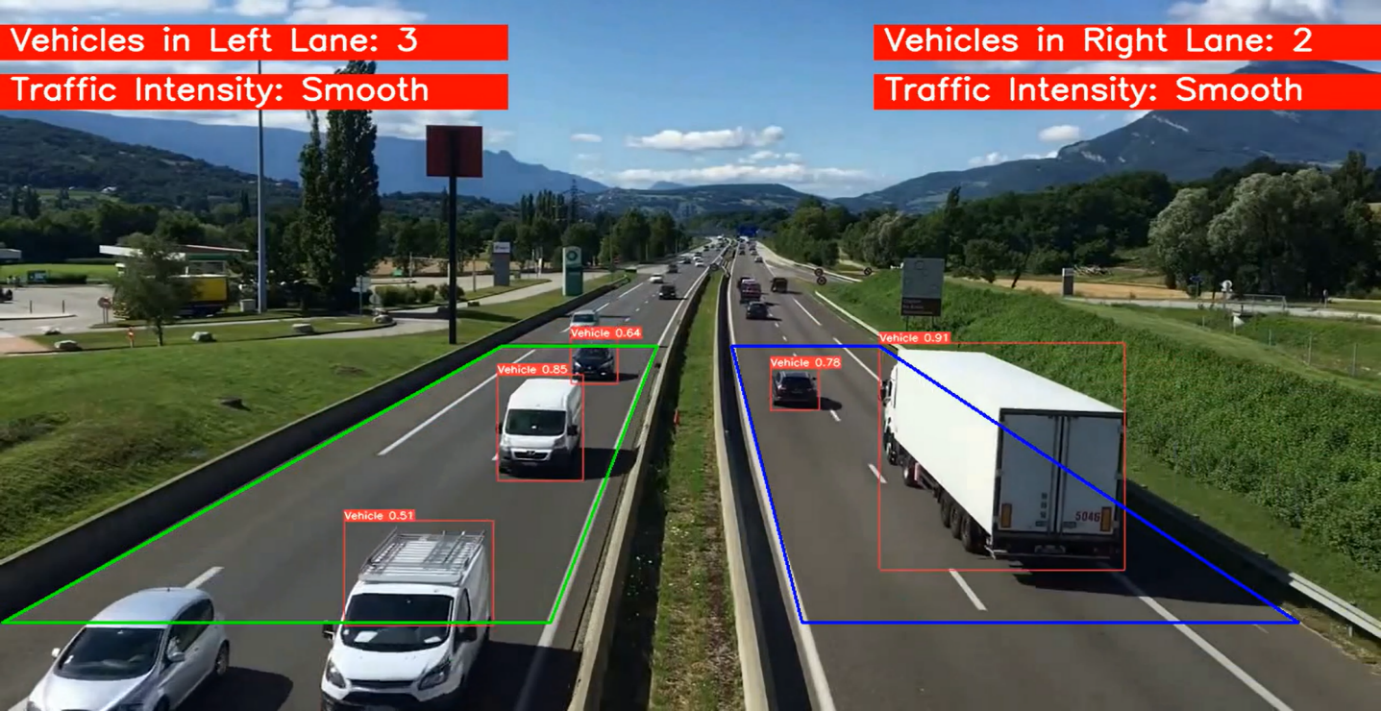 Vehicles in Left Lane: 3
Traffic Intensity: Smooth
Vehicles in Right Lane: 2
Traffic Intensity: Smooth
Vehicle 0.64
Vehicle 0.91
Vehicle 0.85
Vehicle 0.78
Vehicle 0.51
5046